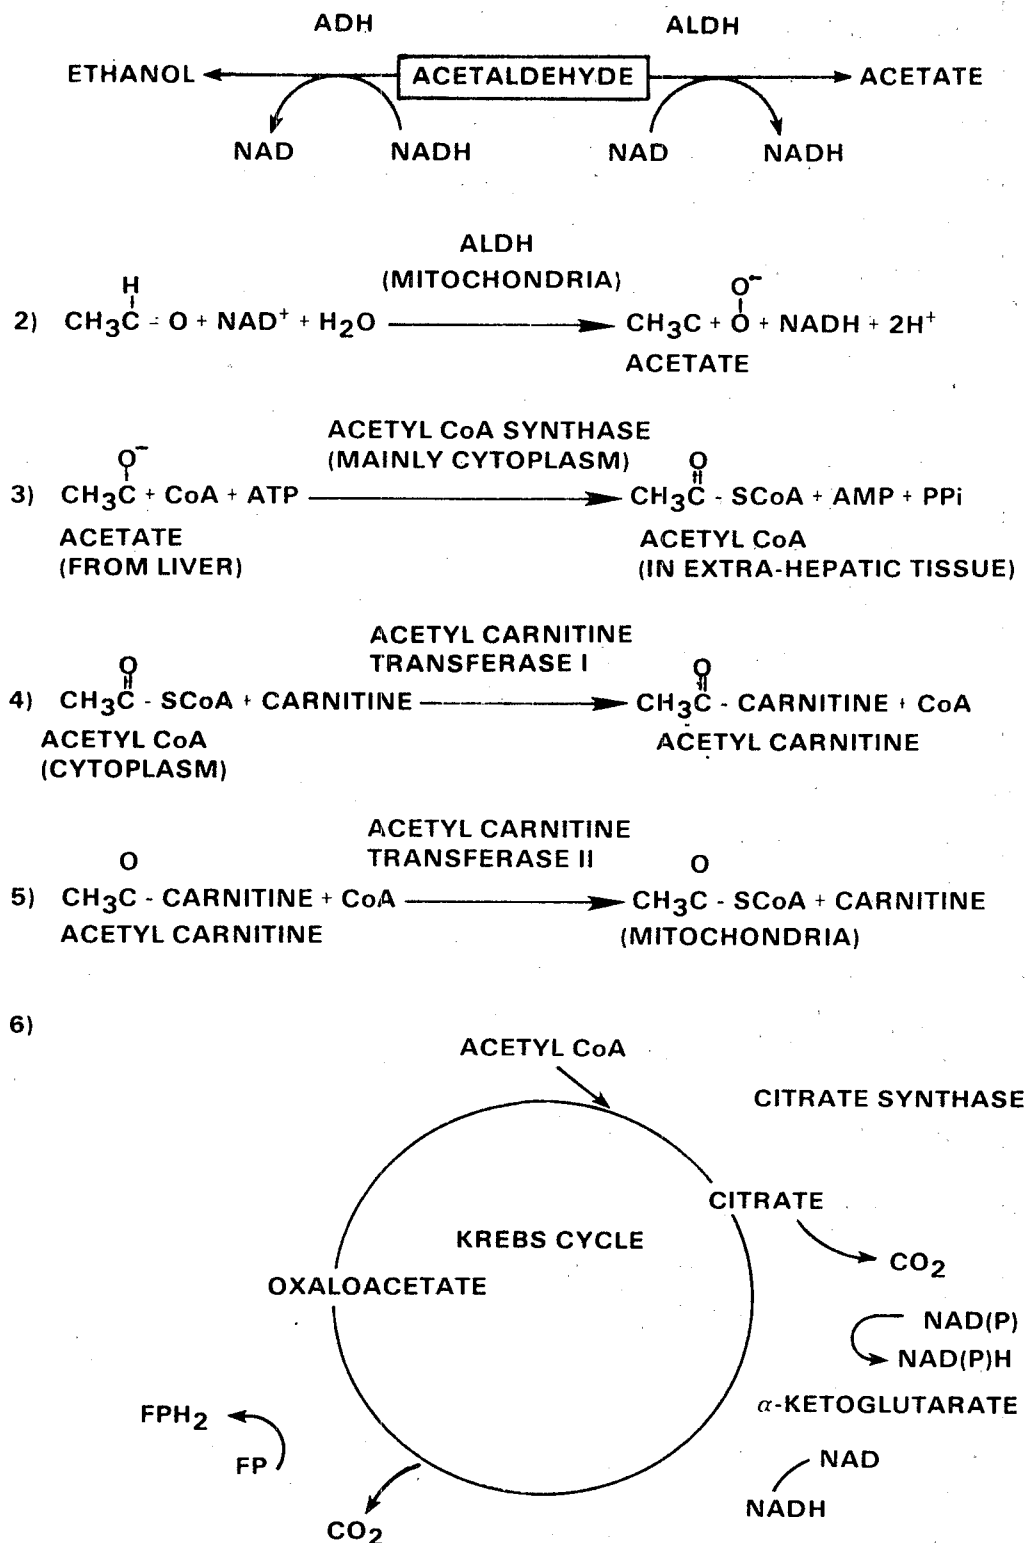 ADH ALDH
ETHANOL ACETALDEHYDE ACETATE
NAD NADH NAD NADH
ALDH
(MITOCHONDRIA)
H O⁻
2) CH₃C - O + NAD⁺ + H₂O CH₃C + O + NADH + 2H⁺
ACETATE
ACETYL CoA SYNTHASE
(MAINLY CYTOPLASM)
O⁻ O
3) CH₃C + CoA + ATP CH₃C - SCoA + AMP + PPi
ACETATE ACETYL CoA
(FROM LIVER) (IN EXTRA-HEPATIC TISSUE)
ACETYL CARNITINE
TRANSFERASE I
O O
4) CH₃C - SCoA + CARNITINE CH₃C - CARNITINE + CoA
ACETYL CoA ACETYL CARNITINE
(CYTOPLASM)
ACETYL CARNITINE
TRANSFERASE II
O O
5) CH₃C - CARNITINE + CoA CH₃C - SCoA + CARNITINE
ACETYL CARNITINE (MITOCHONDRIA)
6)
ACETYL CoA
CITRATE SYNTHASE
CITRATE
KREBS CYCLE
CO₂
OXALOACETATE
NAD(P)
NAD(P)H
α-KETOGLUTARATE
FPH₂
FP
NAD
NADH
CO₂